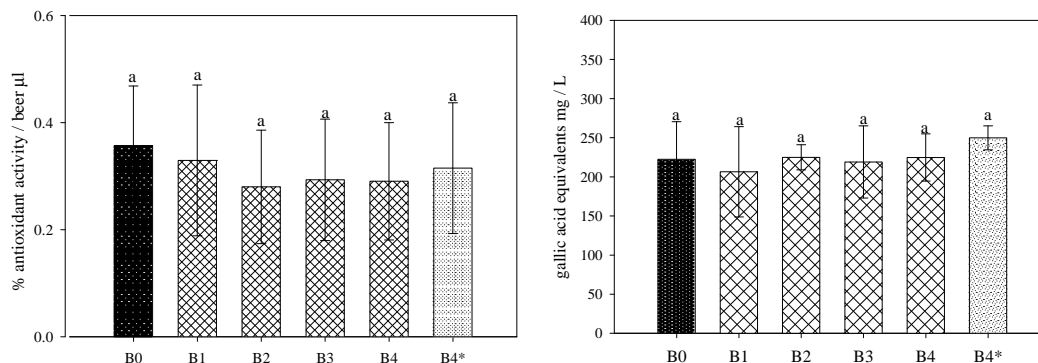 % antioxidant activity / beer µl
0.6
0.4
0.2
0.0
a a a a a a
B0 B1 B2 B3 B4 B4*
gallic acid equivalents mg / L
400
350
300
250
200
150
100
50
0
a a a a a a
B0 B1 B2 B3 B4 B4*